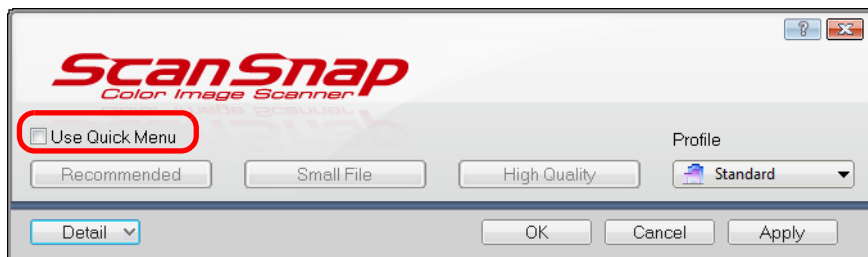 ScanSnap
Color Image Scanner
Use Quick Menu
Profile
Recommended Small File High Quality Standard
Detail OK Cancel Apply